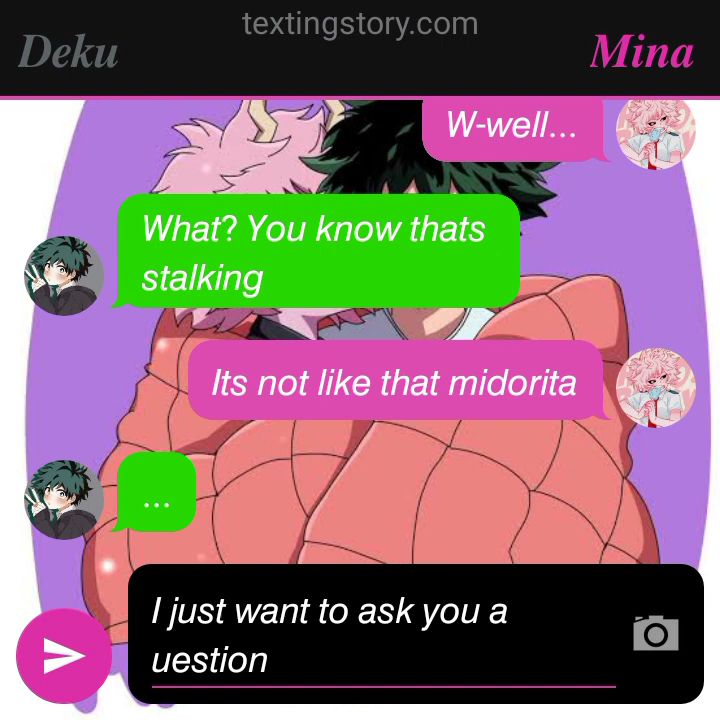 textingstory.com
Deku
Mina
W-well...
What? You know thats
stalking
Its not like that midorita
...
I just want to ask you a
uestion